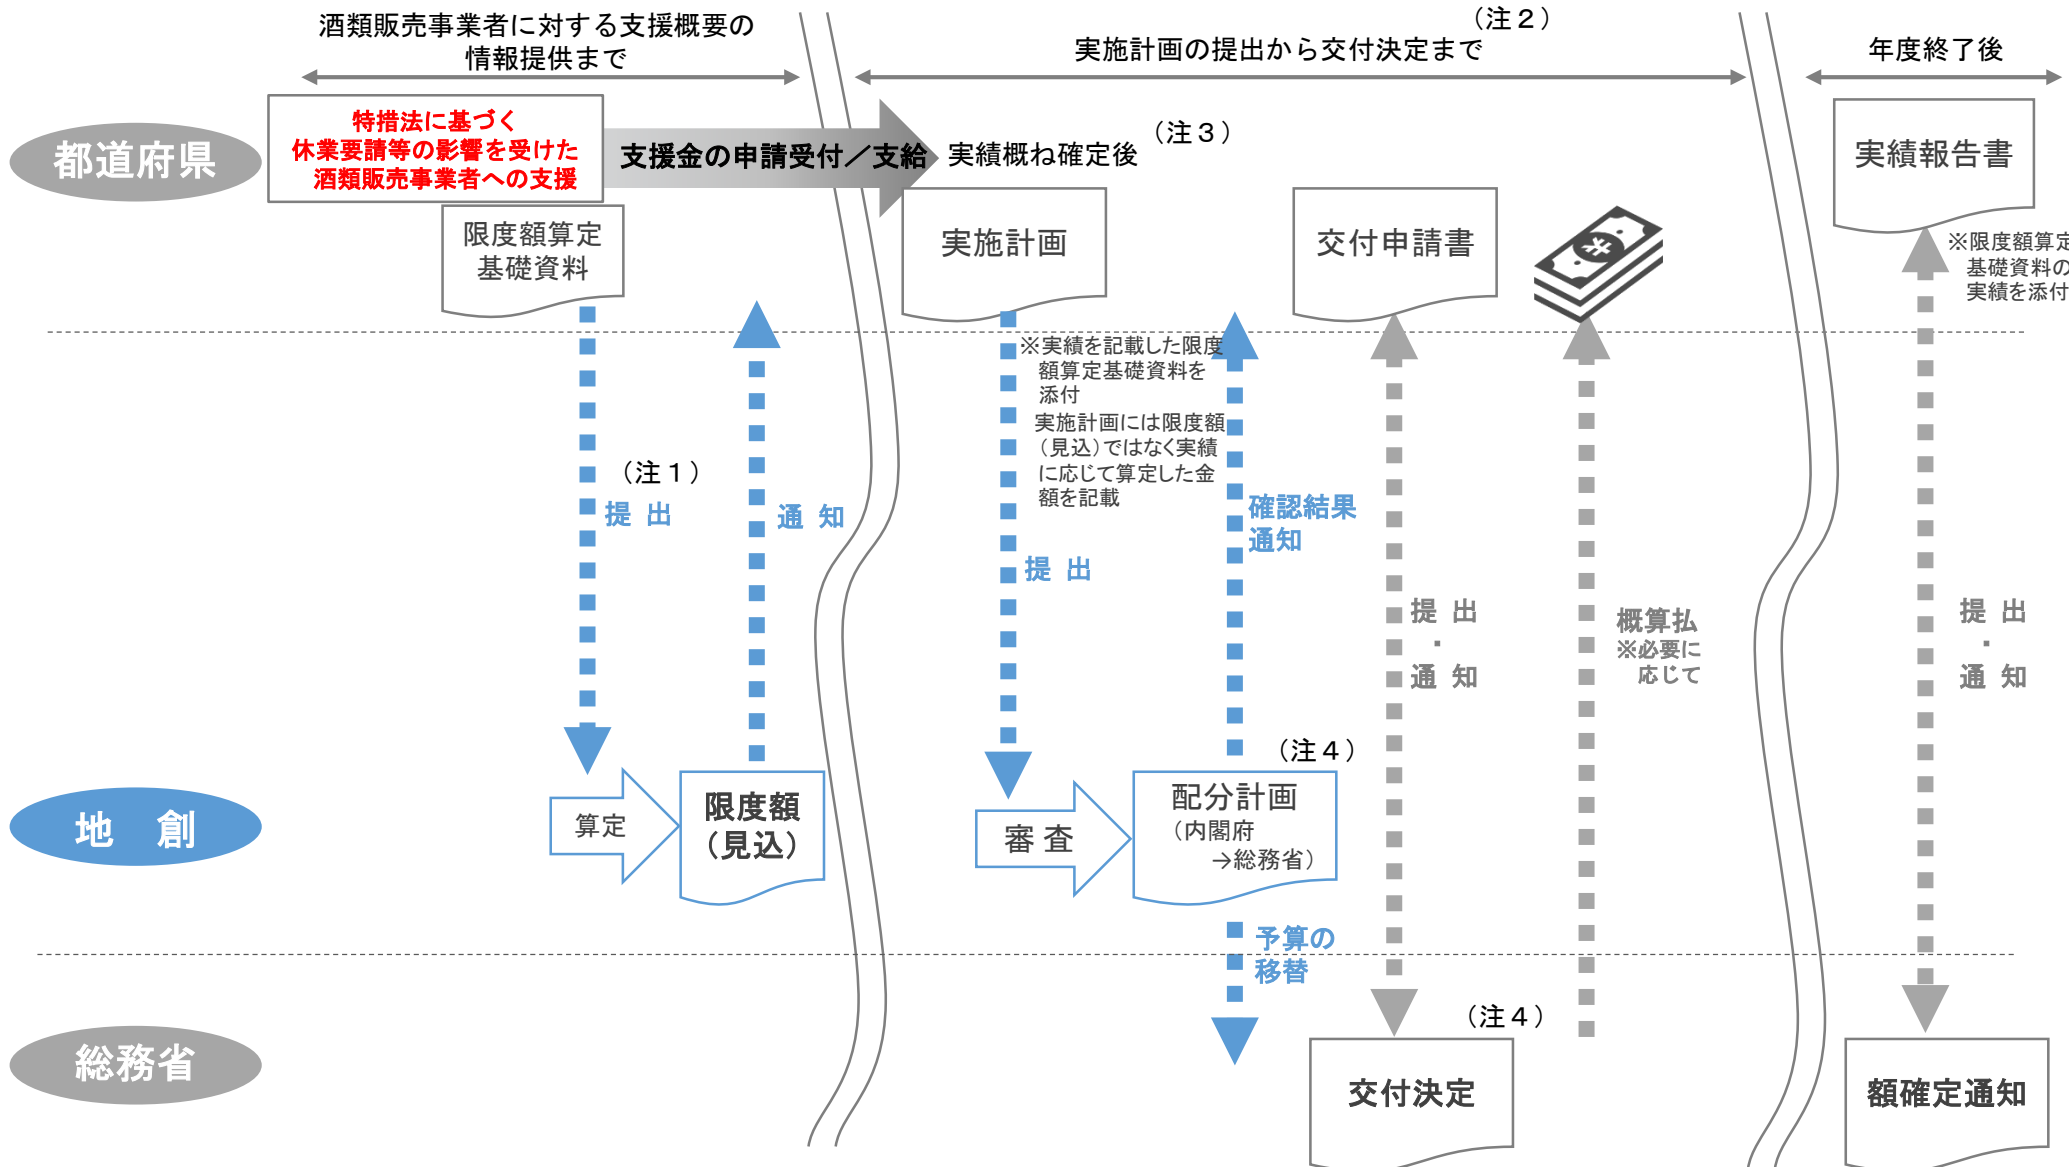 酒類販売事業者に対する支援概要の
情報提供まで
（注２）
実施計画の提出から交付決定まで
年度終了後
都道府県
特措法に基づく
休業要請等の影響を受けた
酒類販売事業者への支援
支援金の申請受付／支給
実績概ね確定後
（注３）
限度額算定
基礎資料
実施計画
交付申請書
実績報告書
※限度額算定
基礎資料の
実績を添付
※実績を記載した限度
額算定基礎資料を
添付
実施計画には限度額
（見込）ではなく実績
に応じて算定した金
額を記載
（注１）
提 出
通 知
提 出
確認結果
通知
提 出
・
通 知
概算払
※必要に
応じて
提 出
・
通 知
地　創
算定
限度額
（見込）
審 査
（注４）
配分計画
（内閣府
→総務省）
予算の
移替
総務省
（注４）
交付決定
額確定通知